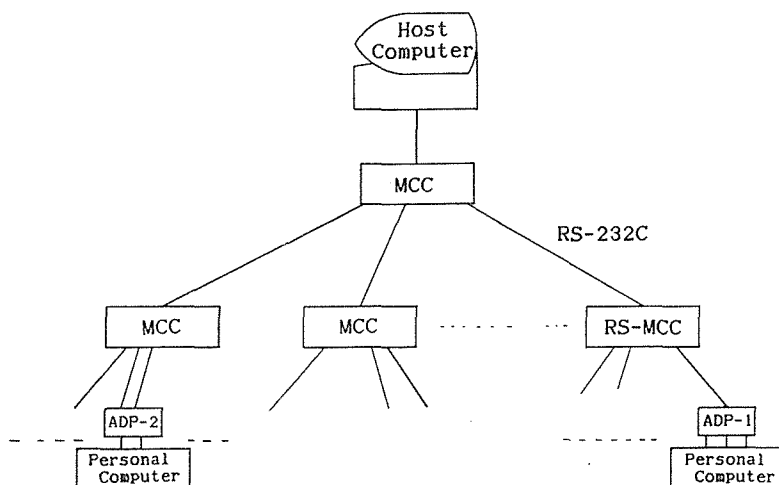 Host
Computer
MCC
RS-232C
MCC
MCC
RS-MCC
ADP-2
ADP-1
Personal
Computer
Personal
Computer